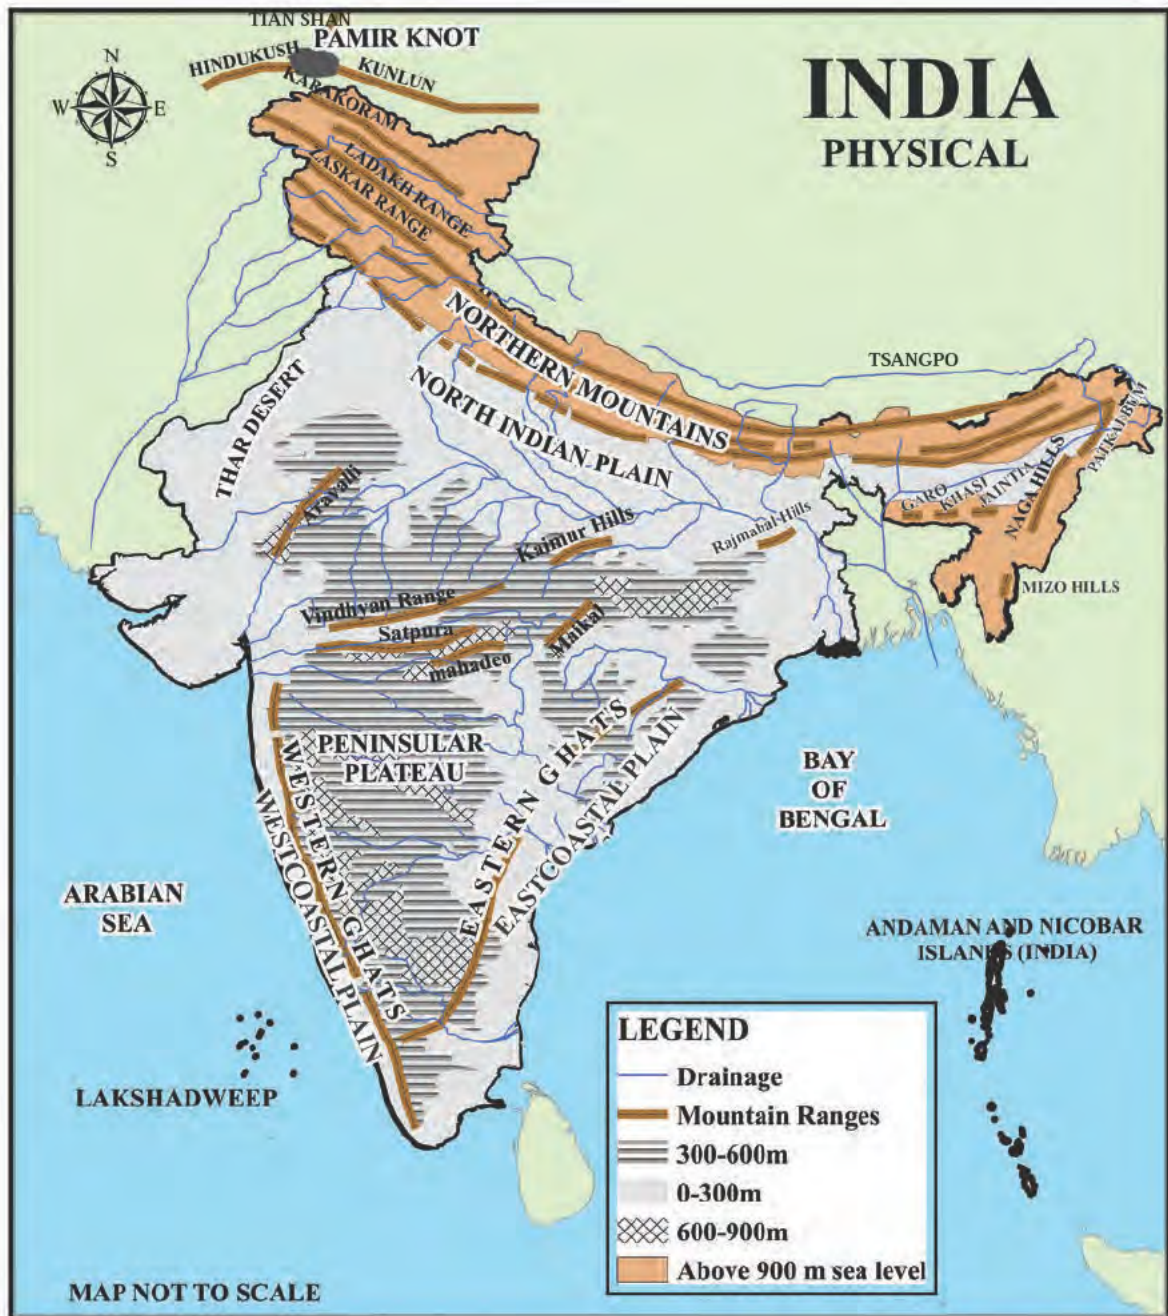 TIAN SHAN
PAMIR KNOT
HINDUKUSH
KUNLUN
KARAKORAM
N
W
E
S
INDIA
PHYSICAL
LADAKH RANGE
ZASKAR RANGE
NORTHERN MOUNTAINS
TSANGPO
NORTH INDIAN PLAIN
THAR DESERT
PATKAI BUM
NAGA HILLS
GARO
KHASI
JAINTIA
Aravalli
Kaimur Hills
Rajmahal Hills
MIZO HILLS
Vindhyan Range
Satpura
Maikal
mahadeo
PENINSULAR
PLATEAU
WESTERN GHATS
WESTCOASTAL PLAIN
EASTERN GHATS
EASTCOASTAL PLAIN
BAY
OF
BENGAL
ARABIAN
SEA
ANDAMAN AND NICOBAR
ISLANDS (INDIA)
LAKSHADWEEP
LEGEND
Drainage
Mountain Ranges
300-600m
0-300m
600-900m
Above 900 m sea level
MAP NOT TO SCALE